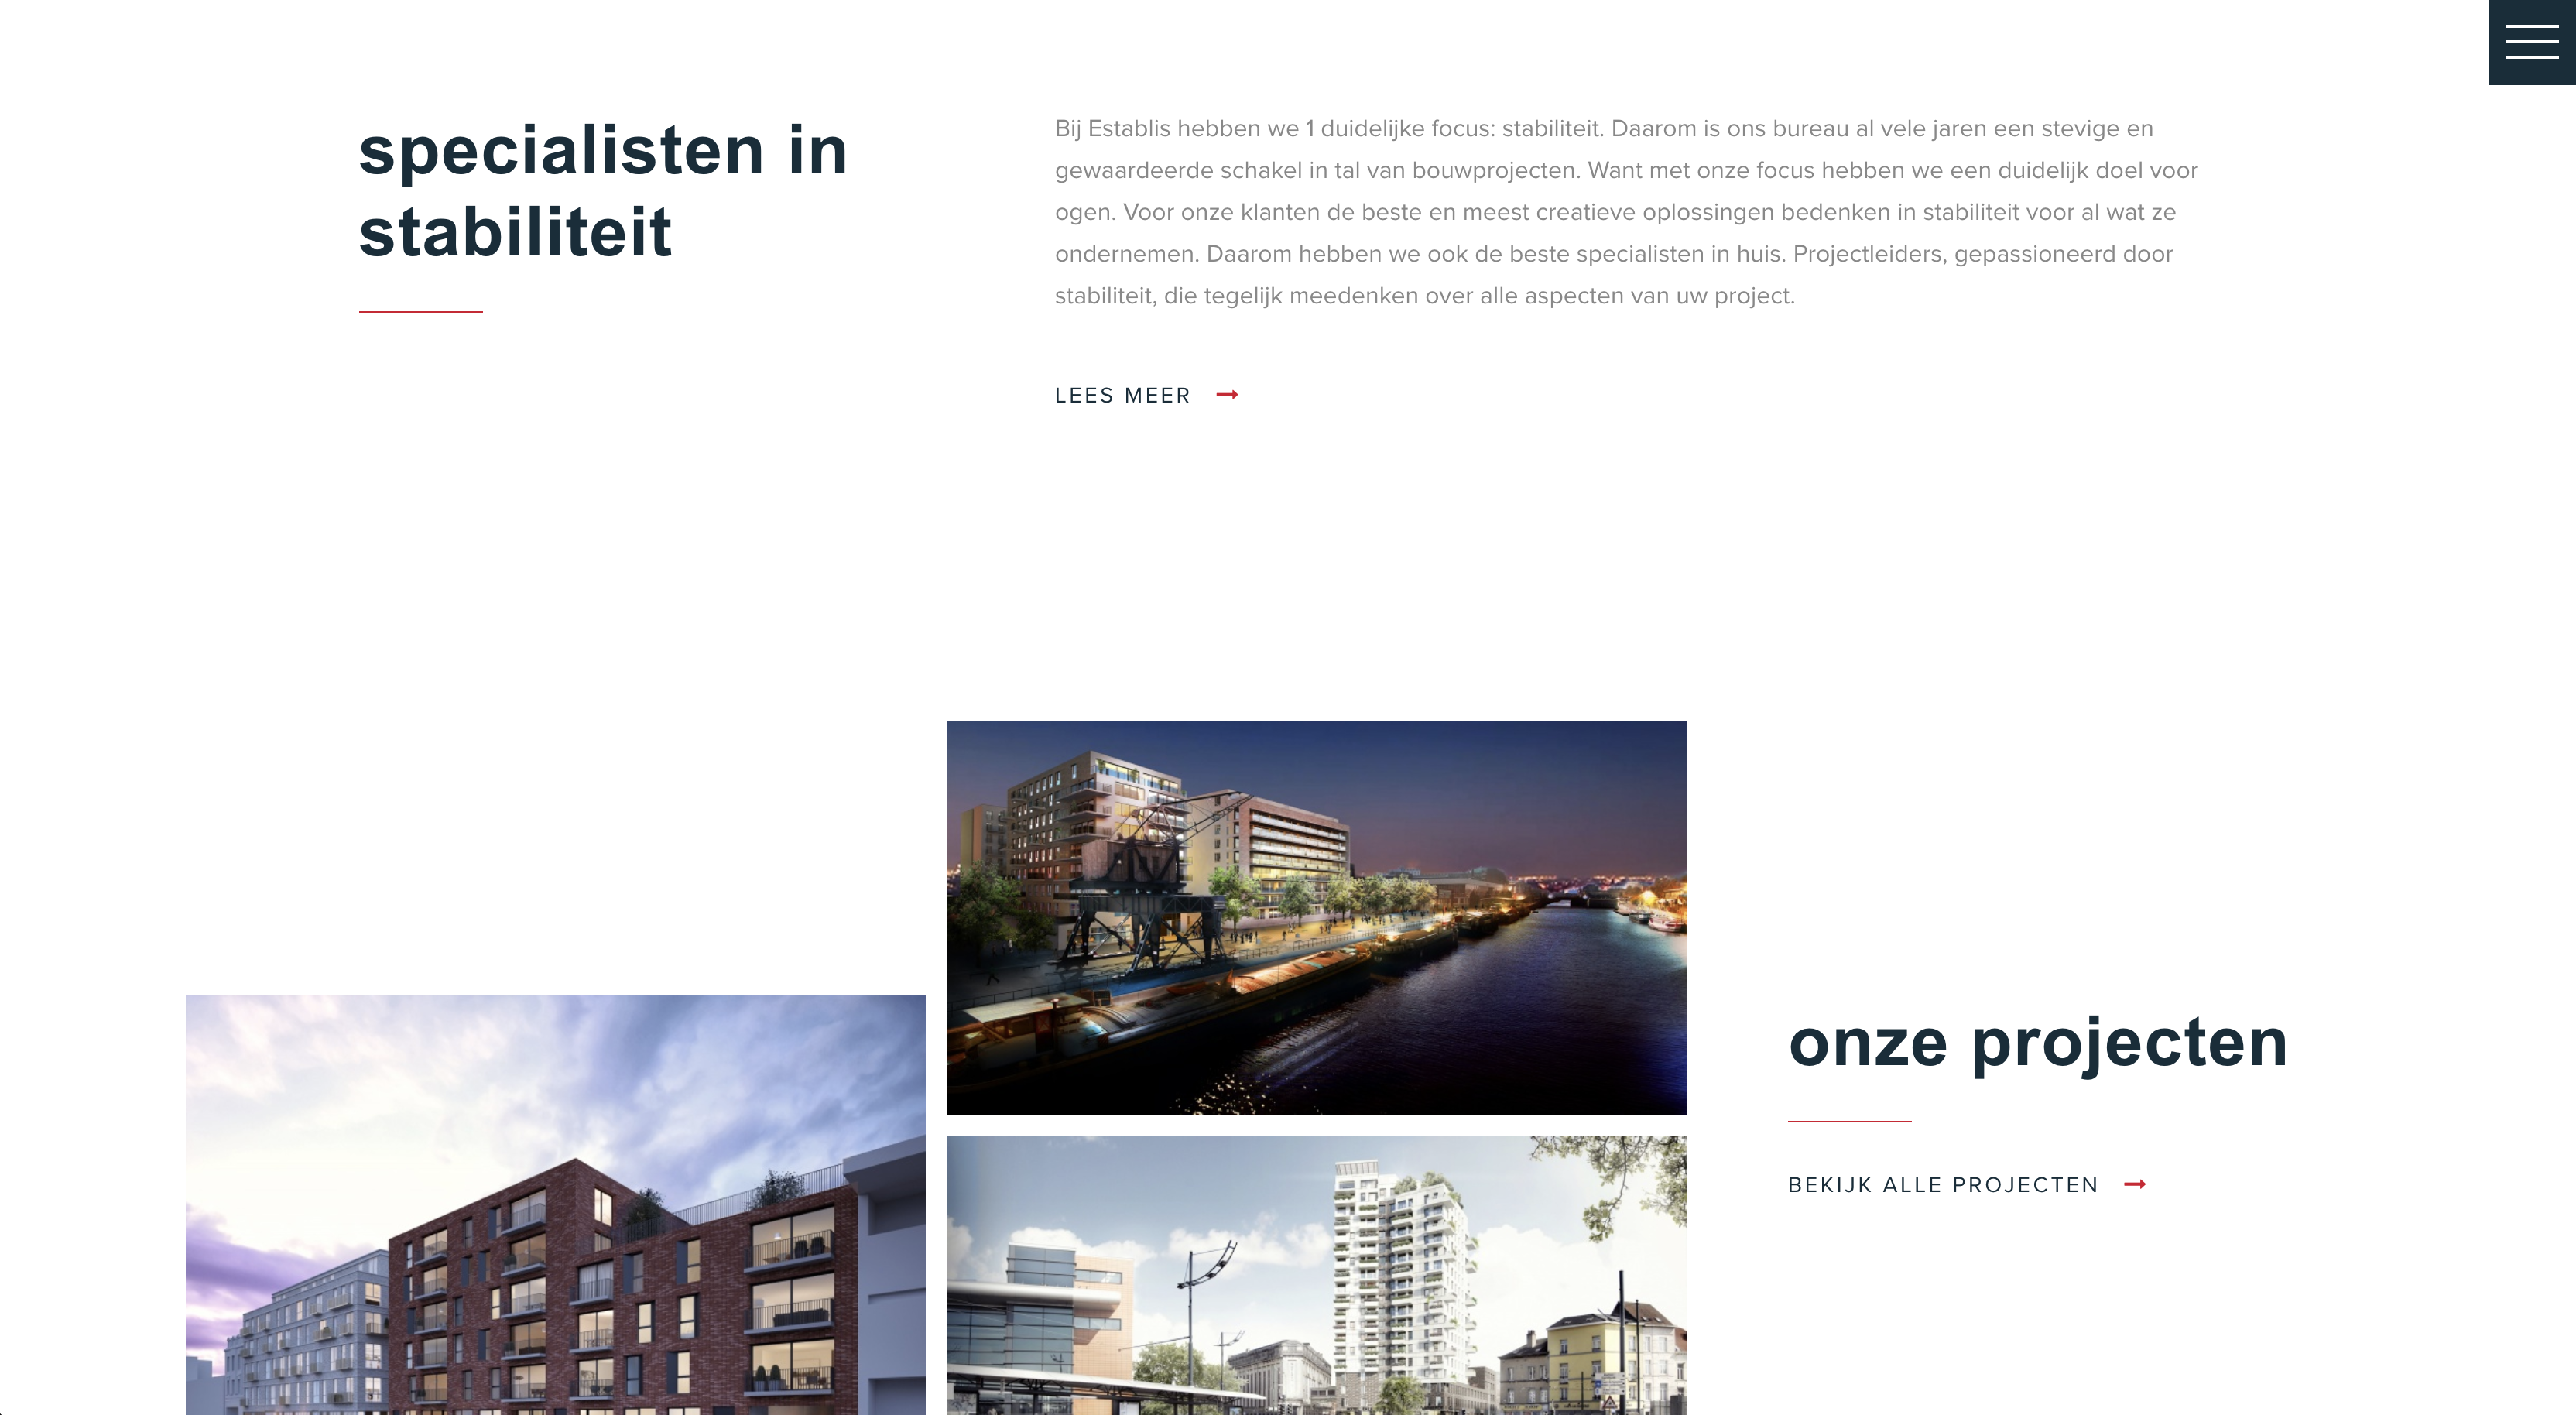 specialisten in
stabiliteit
Bij Establis hebben we 1 duidelijke focus: stabiliteit. Daarom is ons bureau al vele jaren een stevige en
gewaardeerde schakel in tal van bouwprojecten. Want met onze focus hebben we een duidelijk doel voor
ogen. Voor onze klanten de beste en meest creatieve oplossingen bedenken in stabiliteit voor al wat ze
ondernemen. Daarom hebben we ook de beste specialisten in huis. Projectleiders, gepassioneerd door
stabiliteit, die tegelijk meedenken over alle aspecten van uw project.
LEES MEER
onze projecten
BEKIJK ALLE PROJECTEN